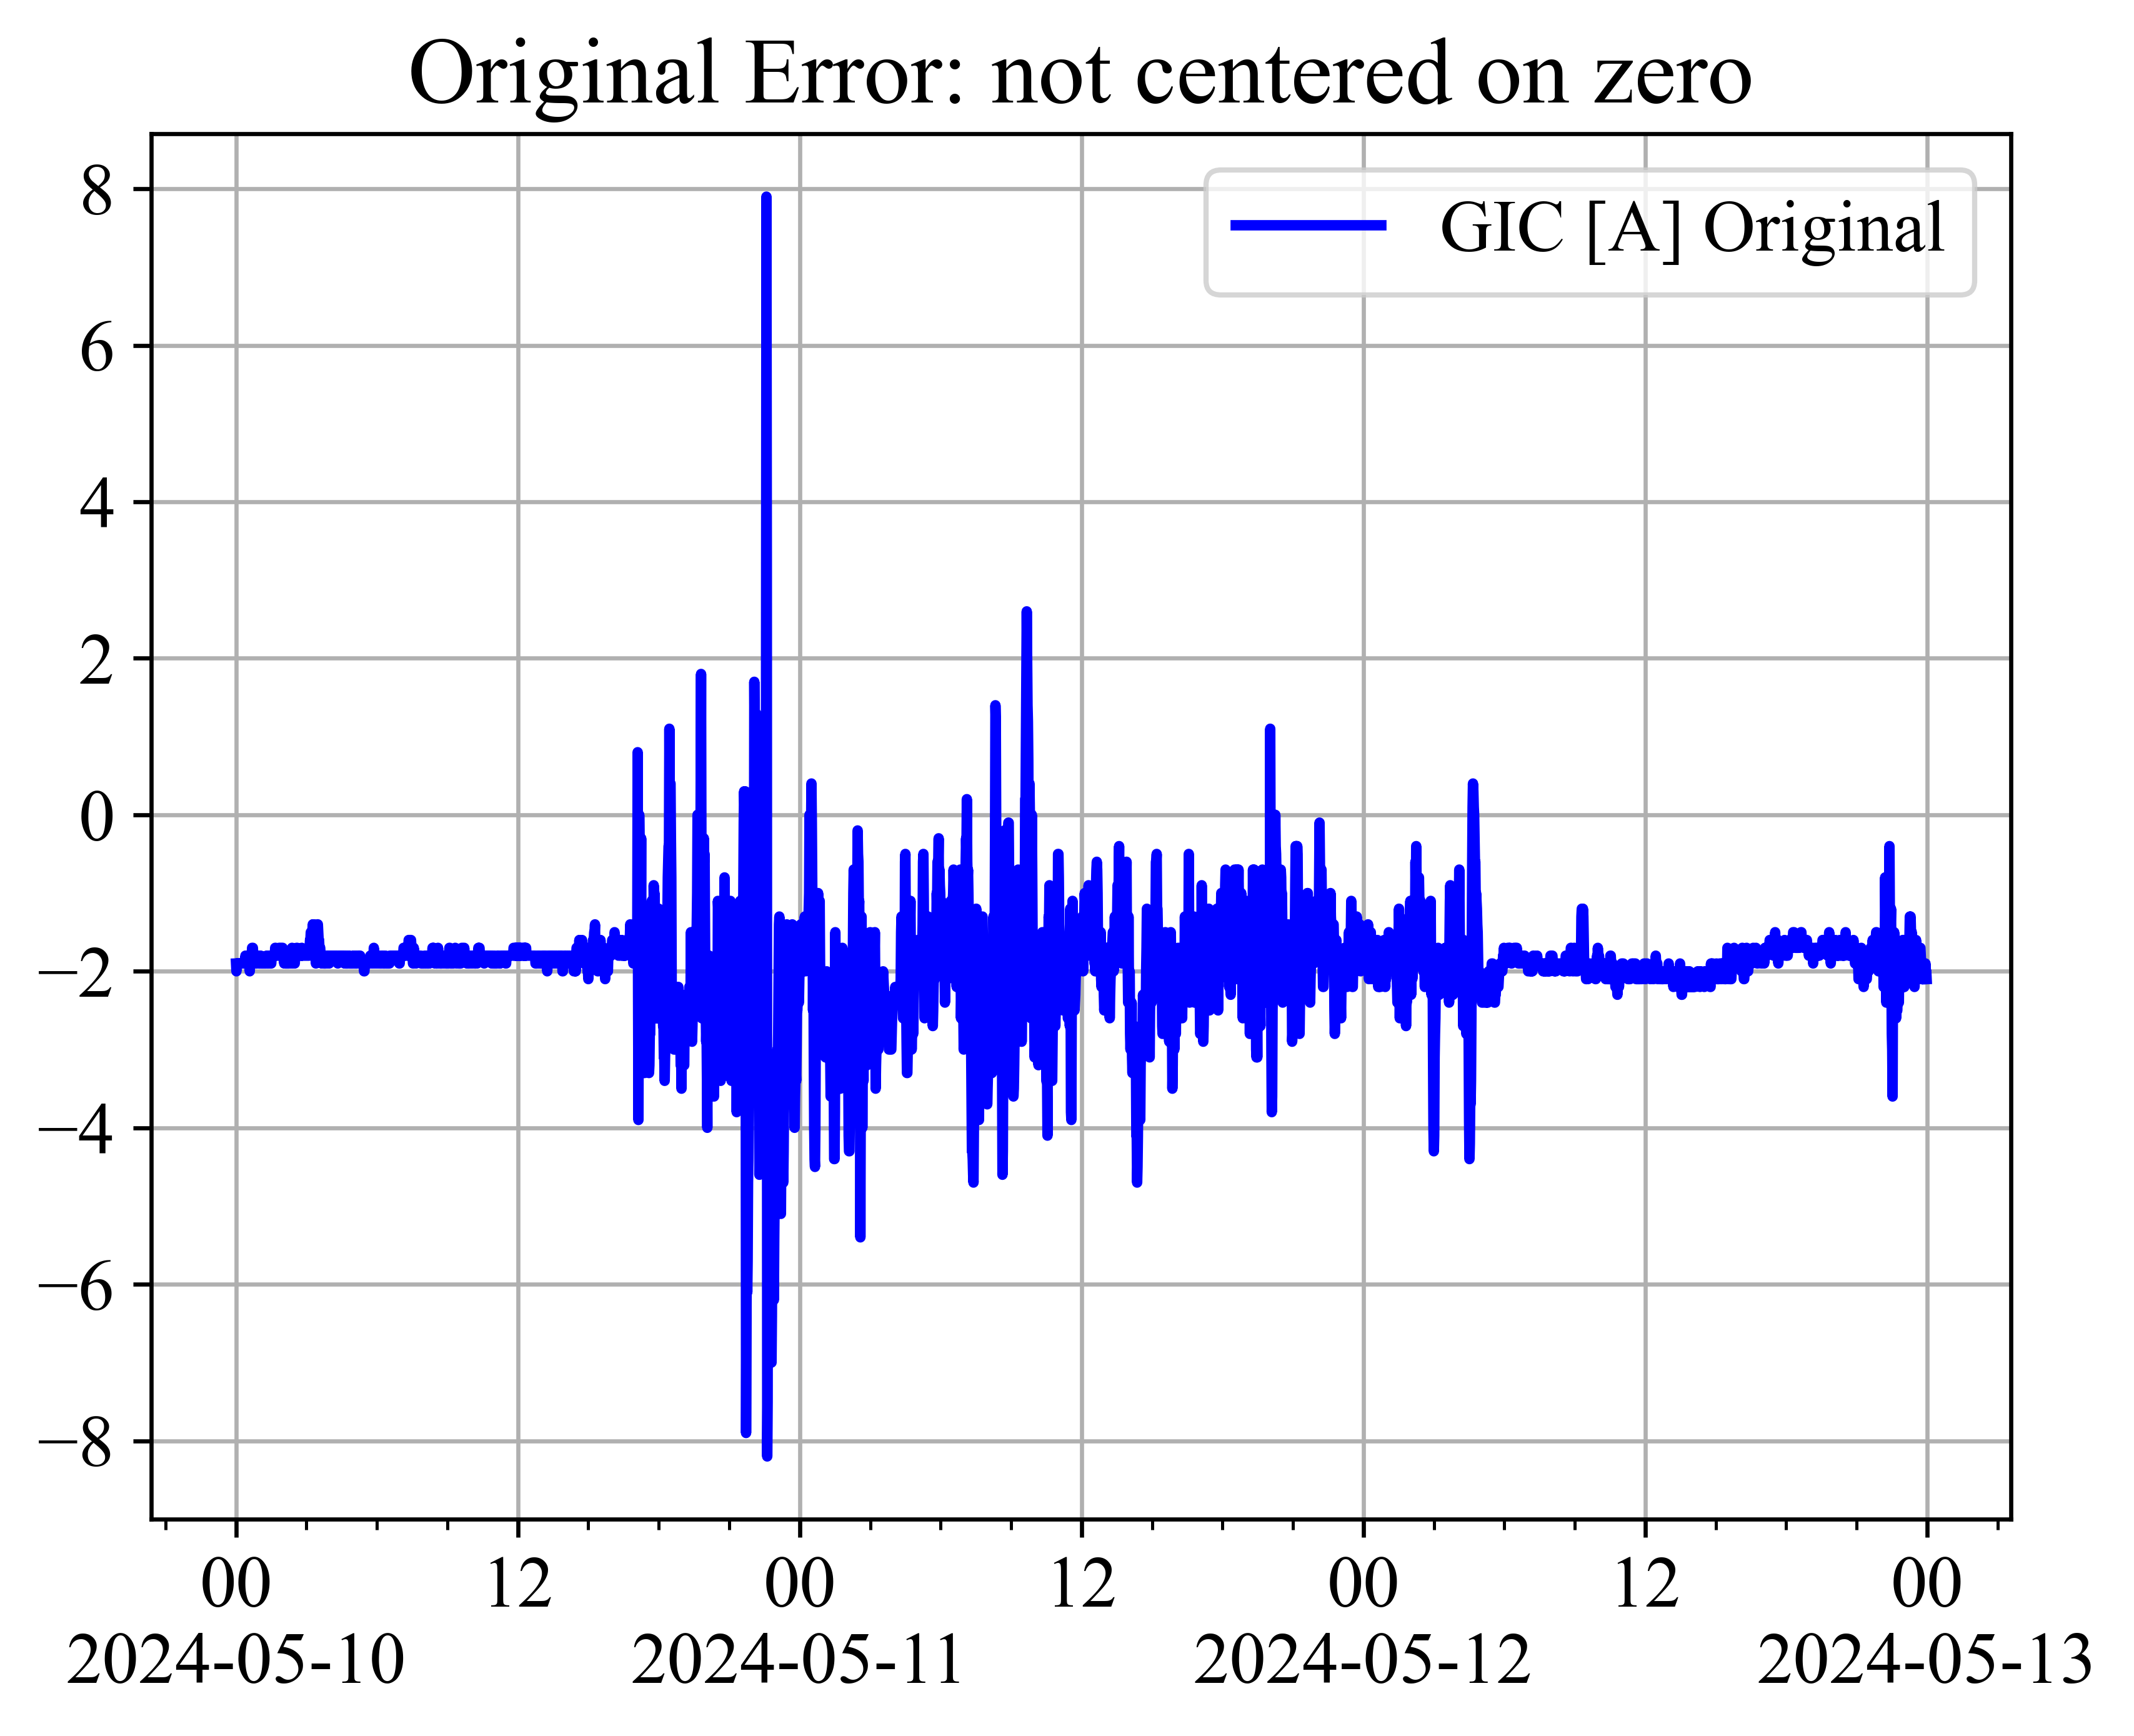 Original Error: not centered on zero
GIC [A] Original
8
6
4
2
0
−2
−4
−6
−8
00 12 00 12 00 12 00
2024-05-10 2024-05-11 2024-05-12 2024-05-13